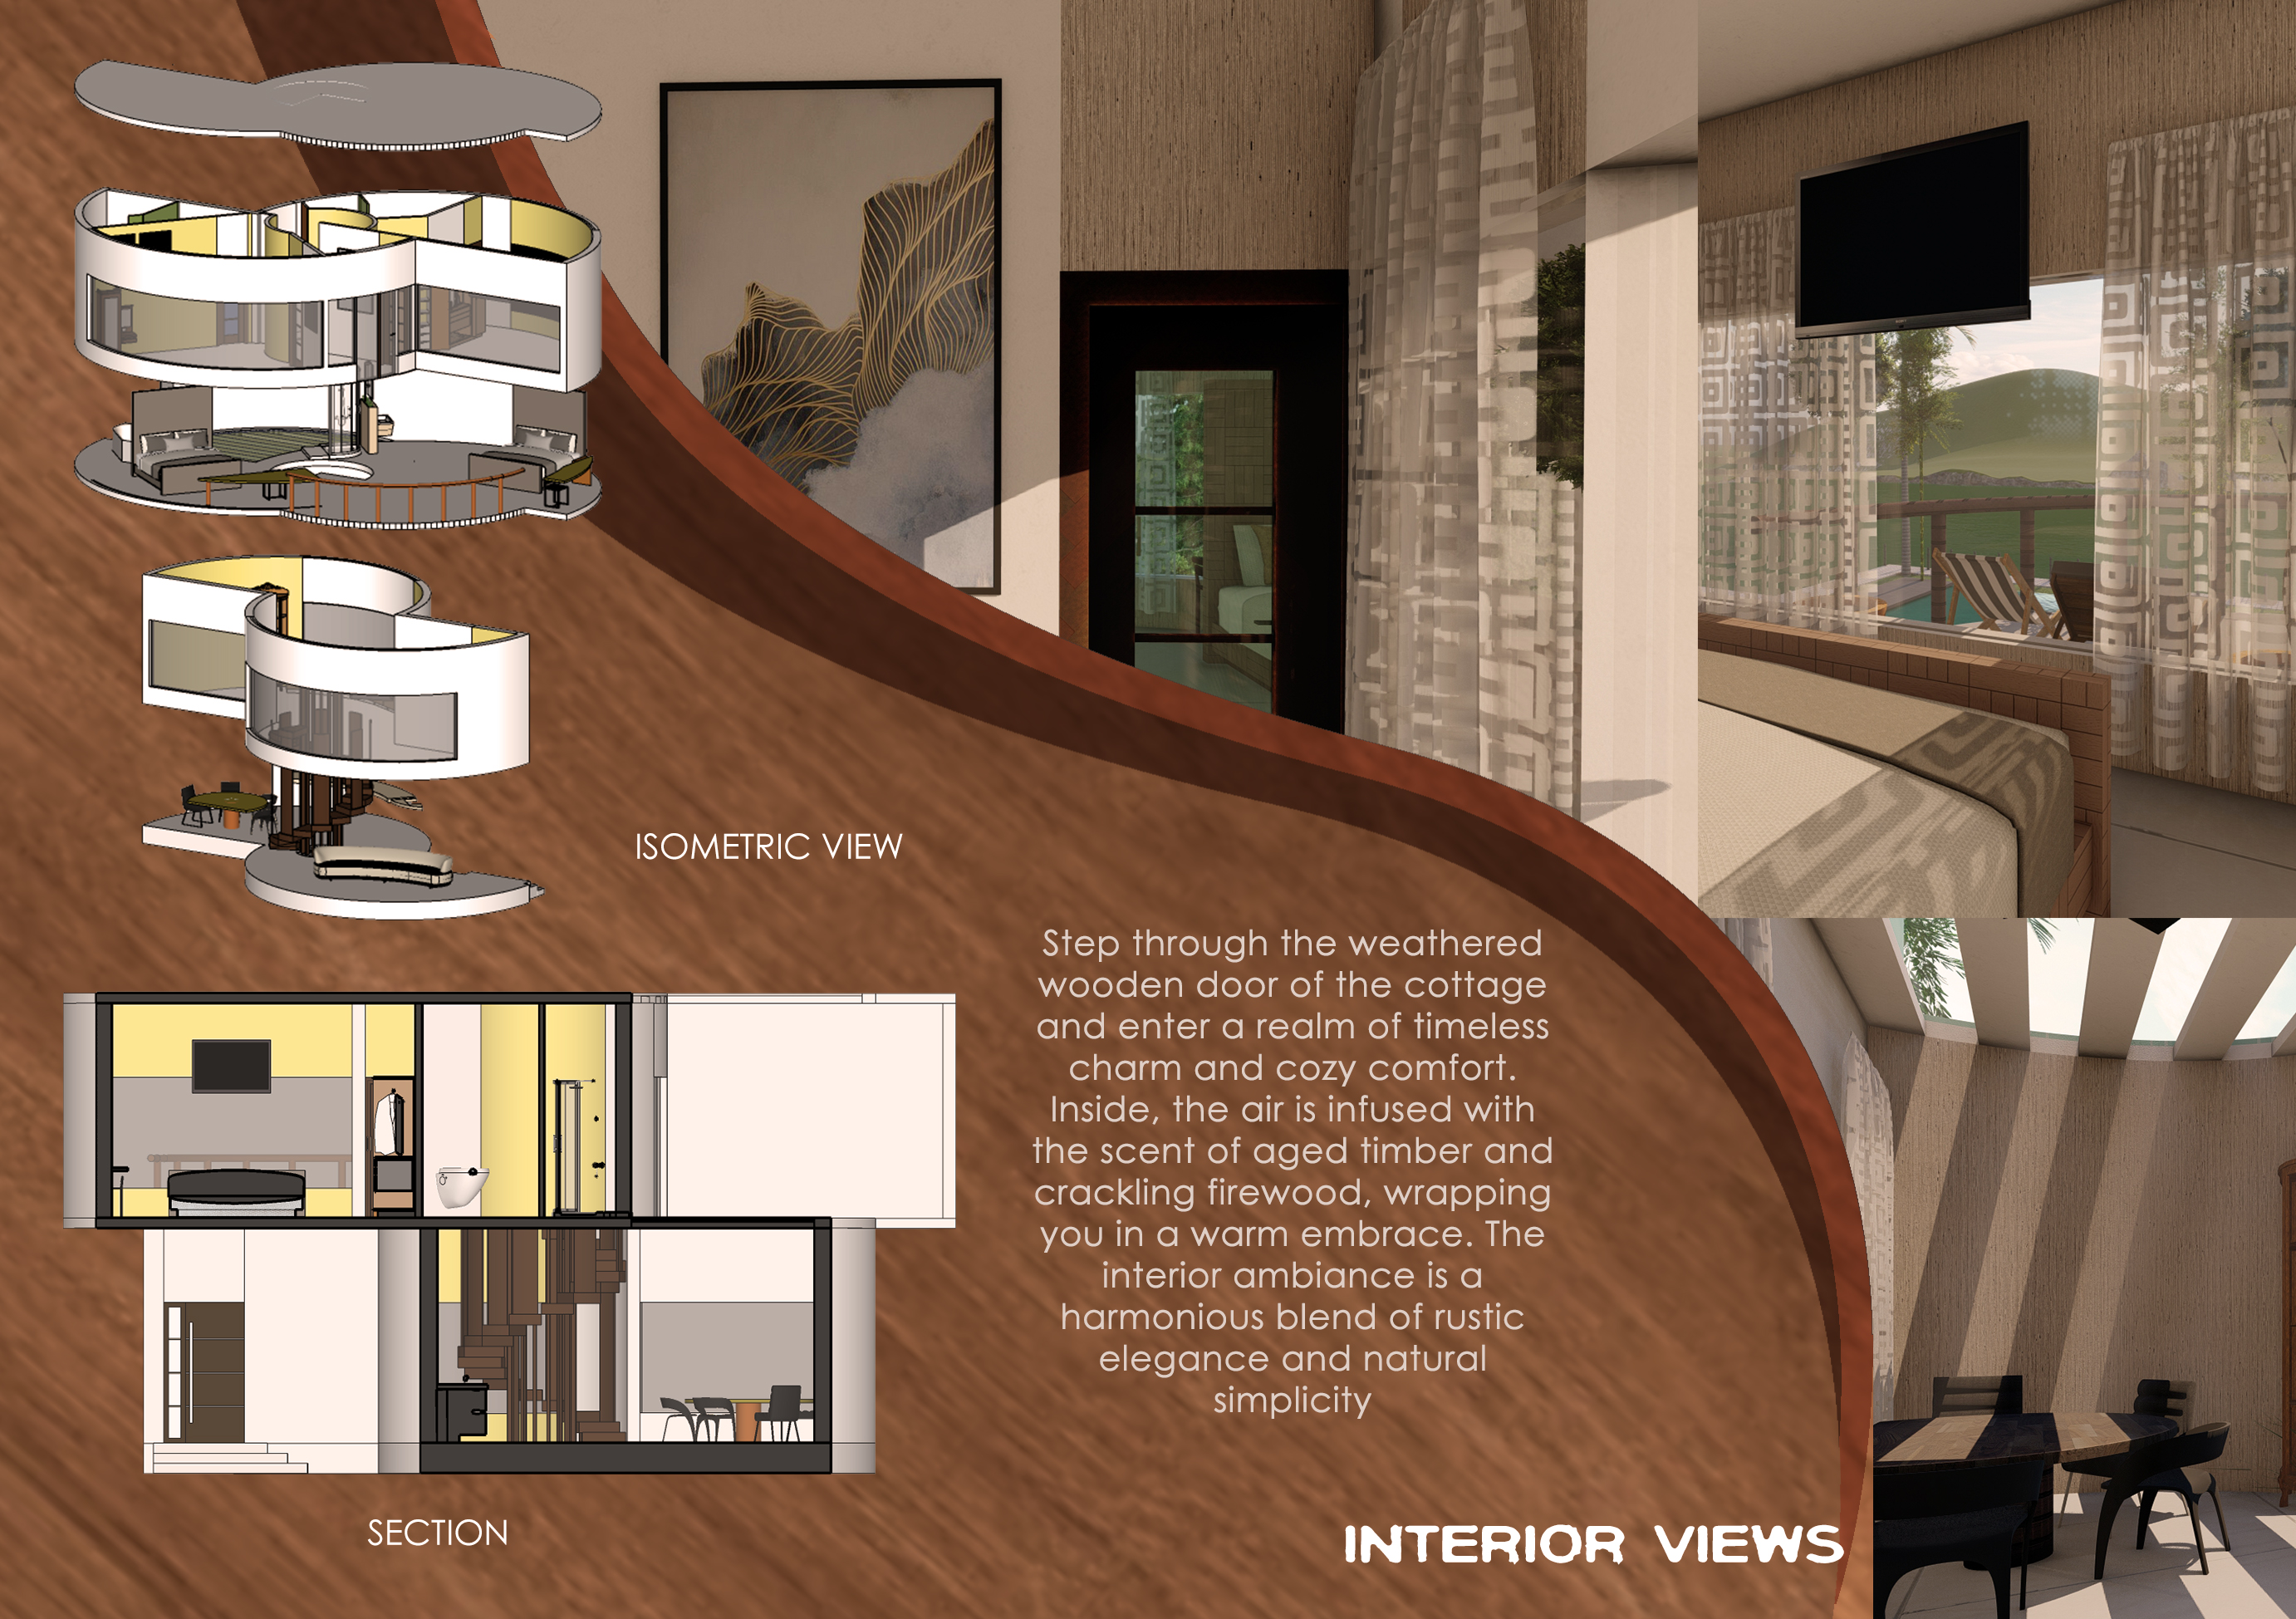 ISOMETRIC VIEW
Step through the weathered
wooden door of the cottage
and enter a realm of timeless
charm and cozy comfort.
Inside, the air is infused with
the scent of aged timber and
crackling firewood, wrapping
you in a warm embrace. The
interior ambiance is a
harmonious blend of rustic
elegance and natural
simplicity
SECTION
INTERIOR VIEWS